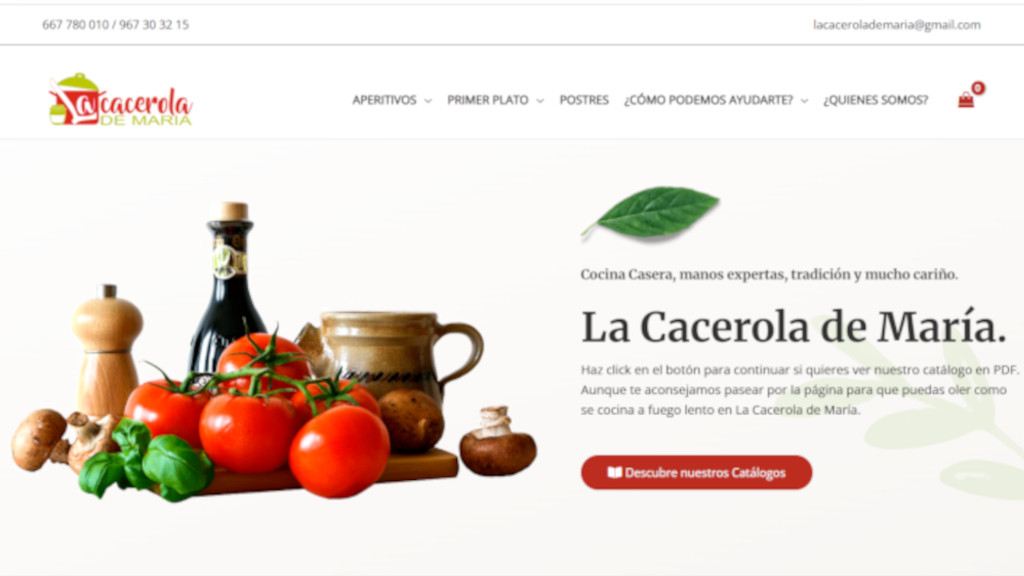 667 780 010 / 967 30 32 15
lacacerolademaria@gmail.com
La cacerola
DE MARIA
APERITIVOS
PRIMER PLATO
POSTRES
¿CÓMO PODEMOS AYUDARTE?
¿QUIENES SOMOS?
0
Cocina Casera, manos expertas, tradición y mucho cariño.
La Cacerola de María.
Haz click en el botón para continuar si quieres ver nuestro catálogo en PDF.
Aunque te aconsejamos pasear por la página para que puedas oler como
se cocina a fuego lento en La Cacerola de María.
Descubre nuestros Catálogos